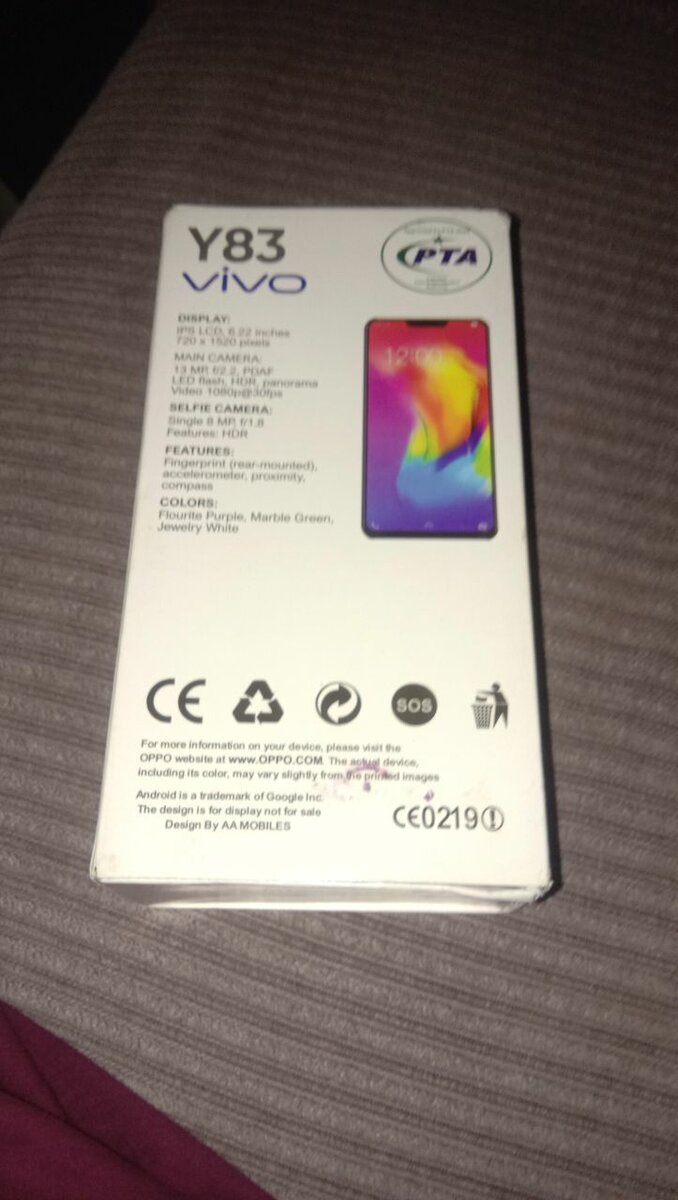 Y83
vivo
PTA
DISPLAY:
IPS LCD, 6.22 inches
720 x 1520 pixels
MAIN CAMERA:
13 MP, f/2.2, PDAF
LED flash, HDR, panorama
Video 1080p@30fps
SELFIE CAMERA:
Single 8 MP, f/1.8
Features: HDR
FEATURES:
Fingerprint (rear-mounted),
accelerometer, proximity,
compass
COLORS:
Flourite Purple, Marble Green,
Jewelry White
12:00
CE
SOS
For more information on your device, please visit the
OPPO website at www.OPPO.COM. The actual device,
including its color, may vary slightly from the printed images
Android is a trademark of Google Inc.
The design is for display not for sale
Design By AA MOBILES
CE0219